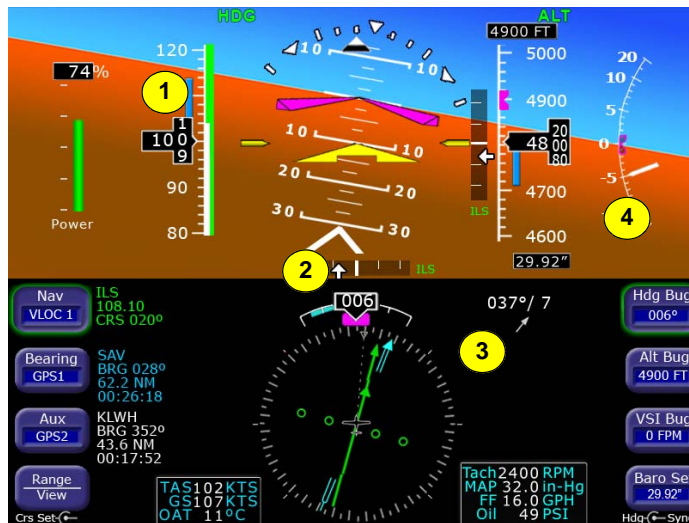 HDG ALT
4900 FT
120 5000 20
74% 10 10 10
1 4900 5
110
100 20
9 48 00 0
80
10 10
90 20 20 4700 -5
Power 30 30 ILS 4
80 4600
2 ILS 29.92"
Nav
VLOC 1
ILS
108.10
CRS 020º
006
037°/ 7
Hdg Bug
006º
3
Bearing
GPS1
SAV
BRG 028º
62.2 NM
00:26:18
Alt Bug
4900 FT
Aux
GPS2
KLWH
BRG 352º
43.6 NM
00:17:52
VSI Bug
0 FPM
Range
View
TAS102KTS
GS107KTS
OAT 11ºC
Tach2400 RPM
MAP 32.0 in-Hg
FF 16.0 GPH
Oil 49 PSI
Baro Se
29.92"
Crs Set
Hdg Sync